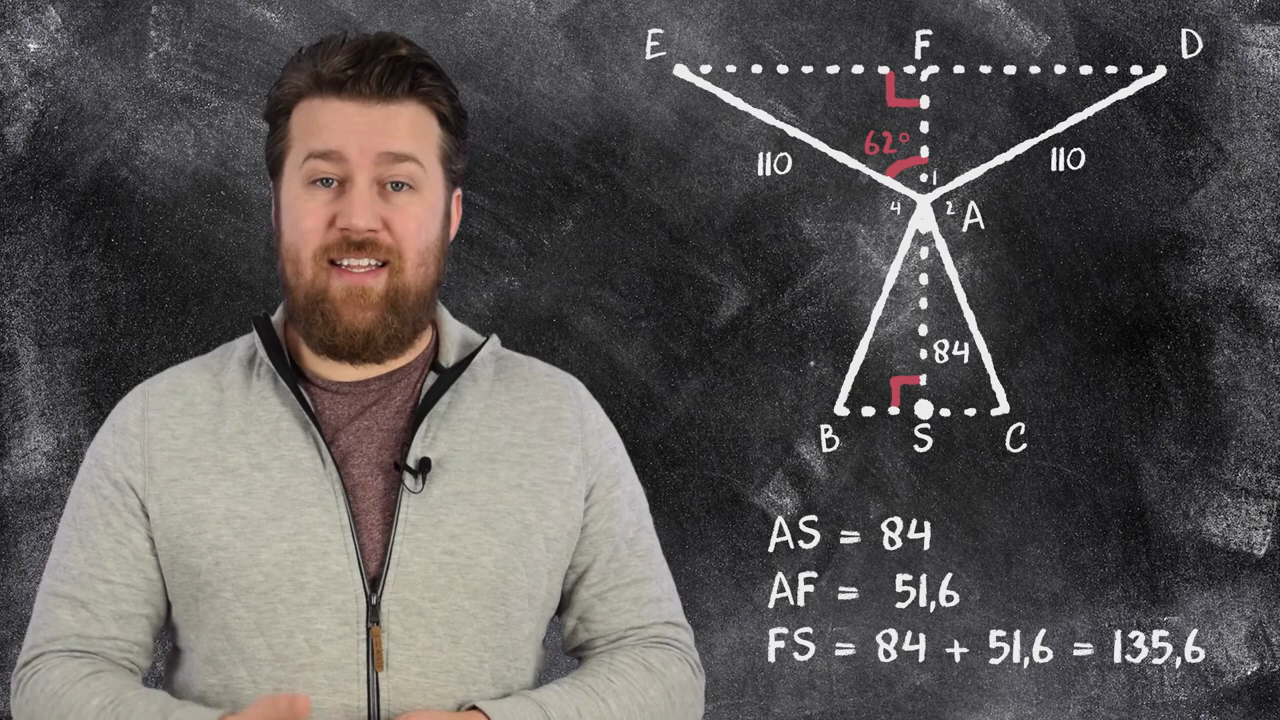 E F D
62°
110 110
1
4 2 A
84
B S C
AS = 84
AF = 51,6
FS = 84 + 51,6 = 135,6